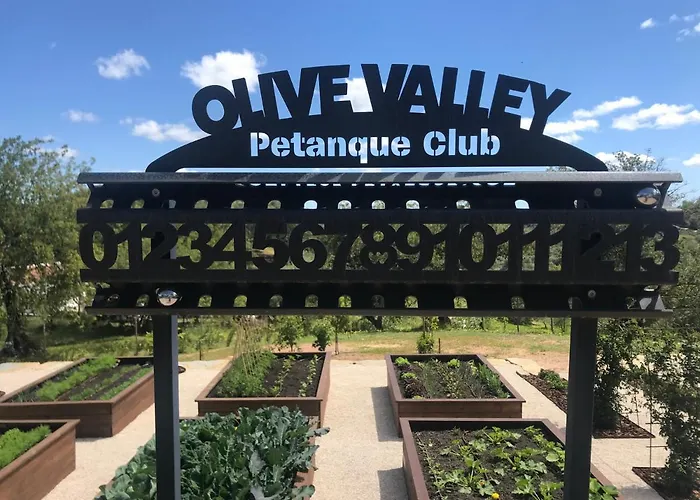 OLIVE VALLEY
Petanque Club
0 1 2 3 4 5 6 7 8 9 10 11 12 13